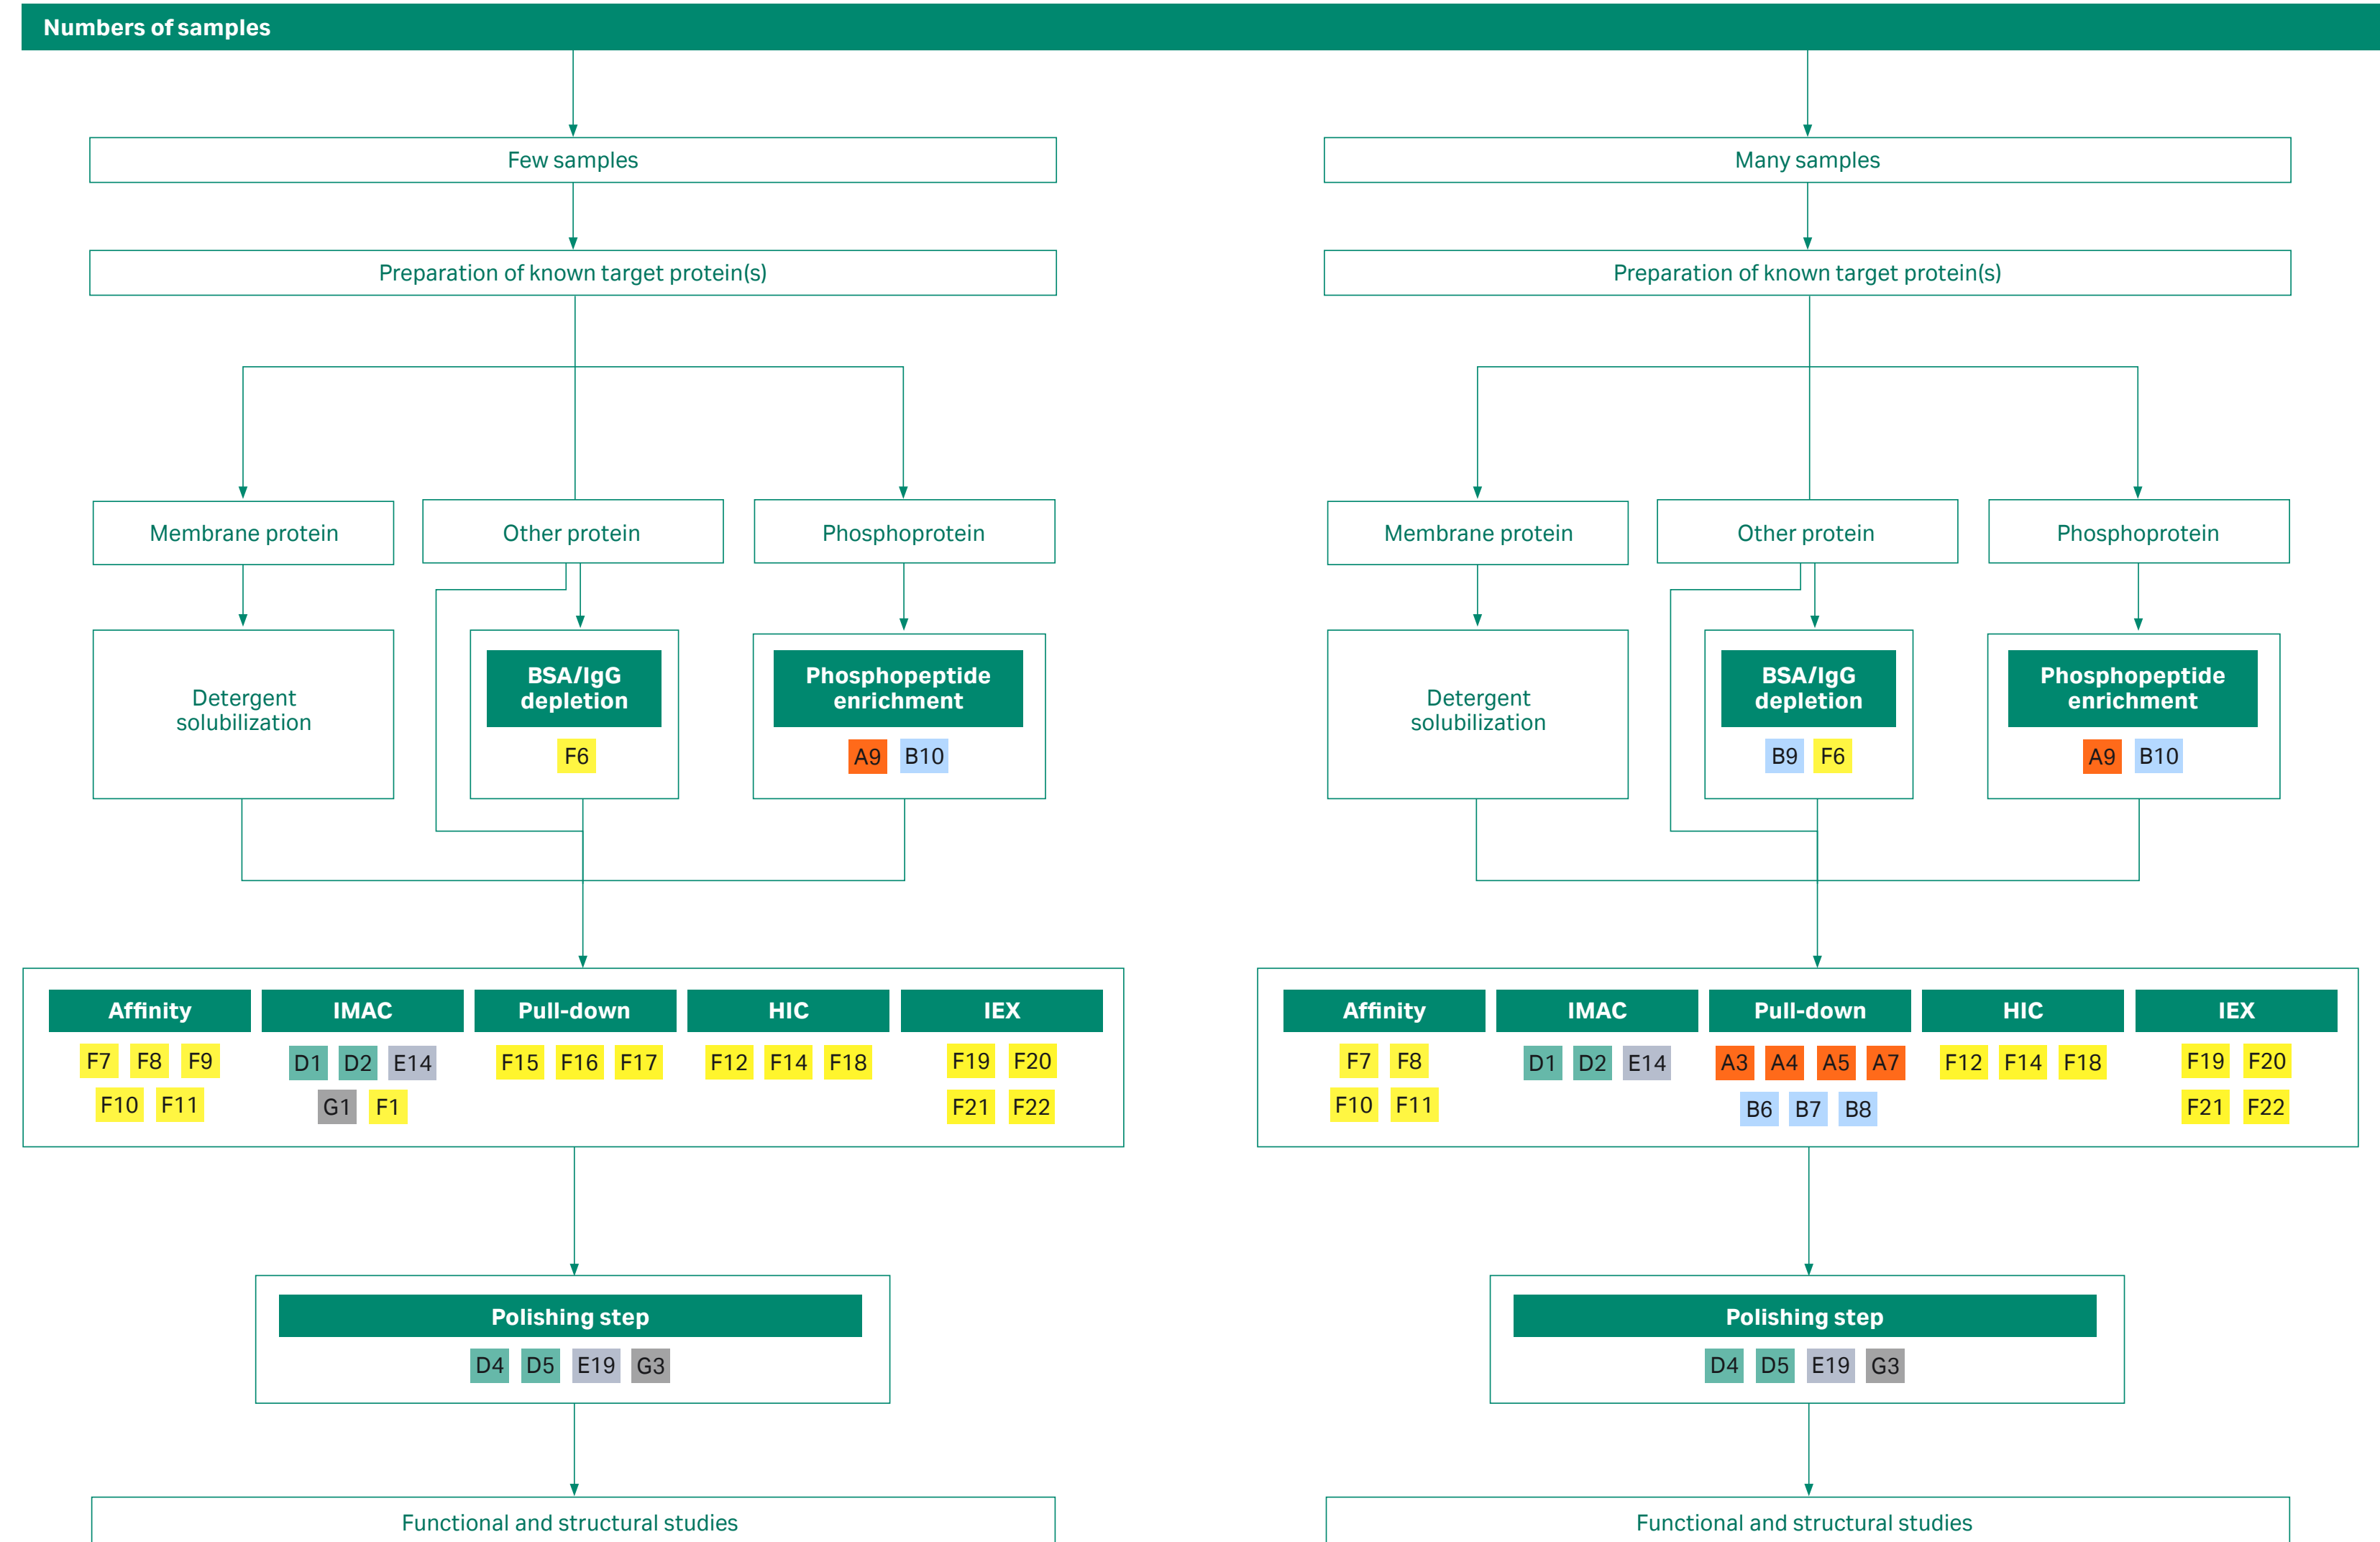 Numbers of samples
Few samples
Many samples
Preparation of known target protein(s)
Preparation of known target protein(s)
Membrane protein
Other protein
Phosphoprotein
Membrane protein
Other protein
Phosphoprotein
Detergent
solubilization
BSA/IgG
depletion
F6
Phosphopeptide
enrichment
A9 B10
Detergent
solubilization
BSA/IgG
depletion
B9 F6
Phosphopeptide
enrichment
A9 B10
Affinity
F7 F8 F9
F10 F11
IMAC
D1 D2 E14
G1 F1
Pull-down
F15 F16 F17
HIC
F12 F14 F18
IEX
F19 F20
F21 F22
Affinity
F7 F8
F10 F11
IMAC
D1 D2 E14
Pull-down
A3 A4 A5 A7
B6 B7 B8
HIC
F12 F14 F18
IEX
F19 F20
F21 F22
Polishing step
D4 D5 E19 G3
Polishing step
D4 D5 E19 G3
Functional and structural studies
Functional and structural studies